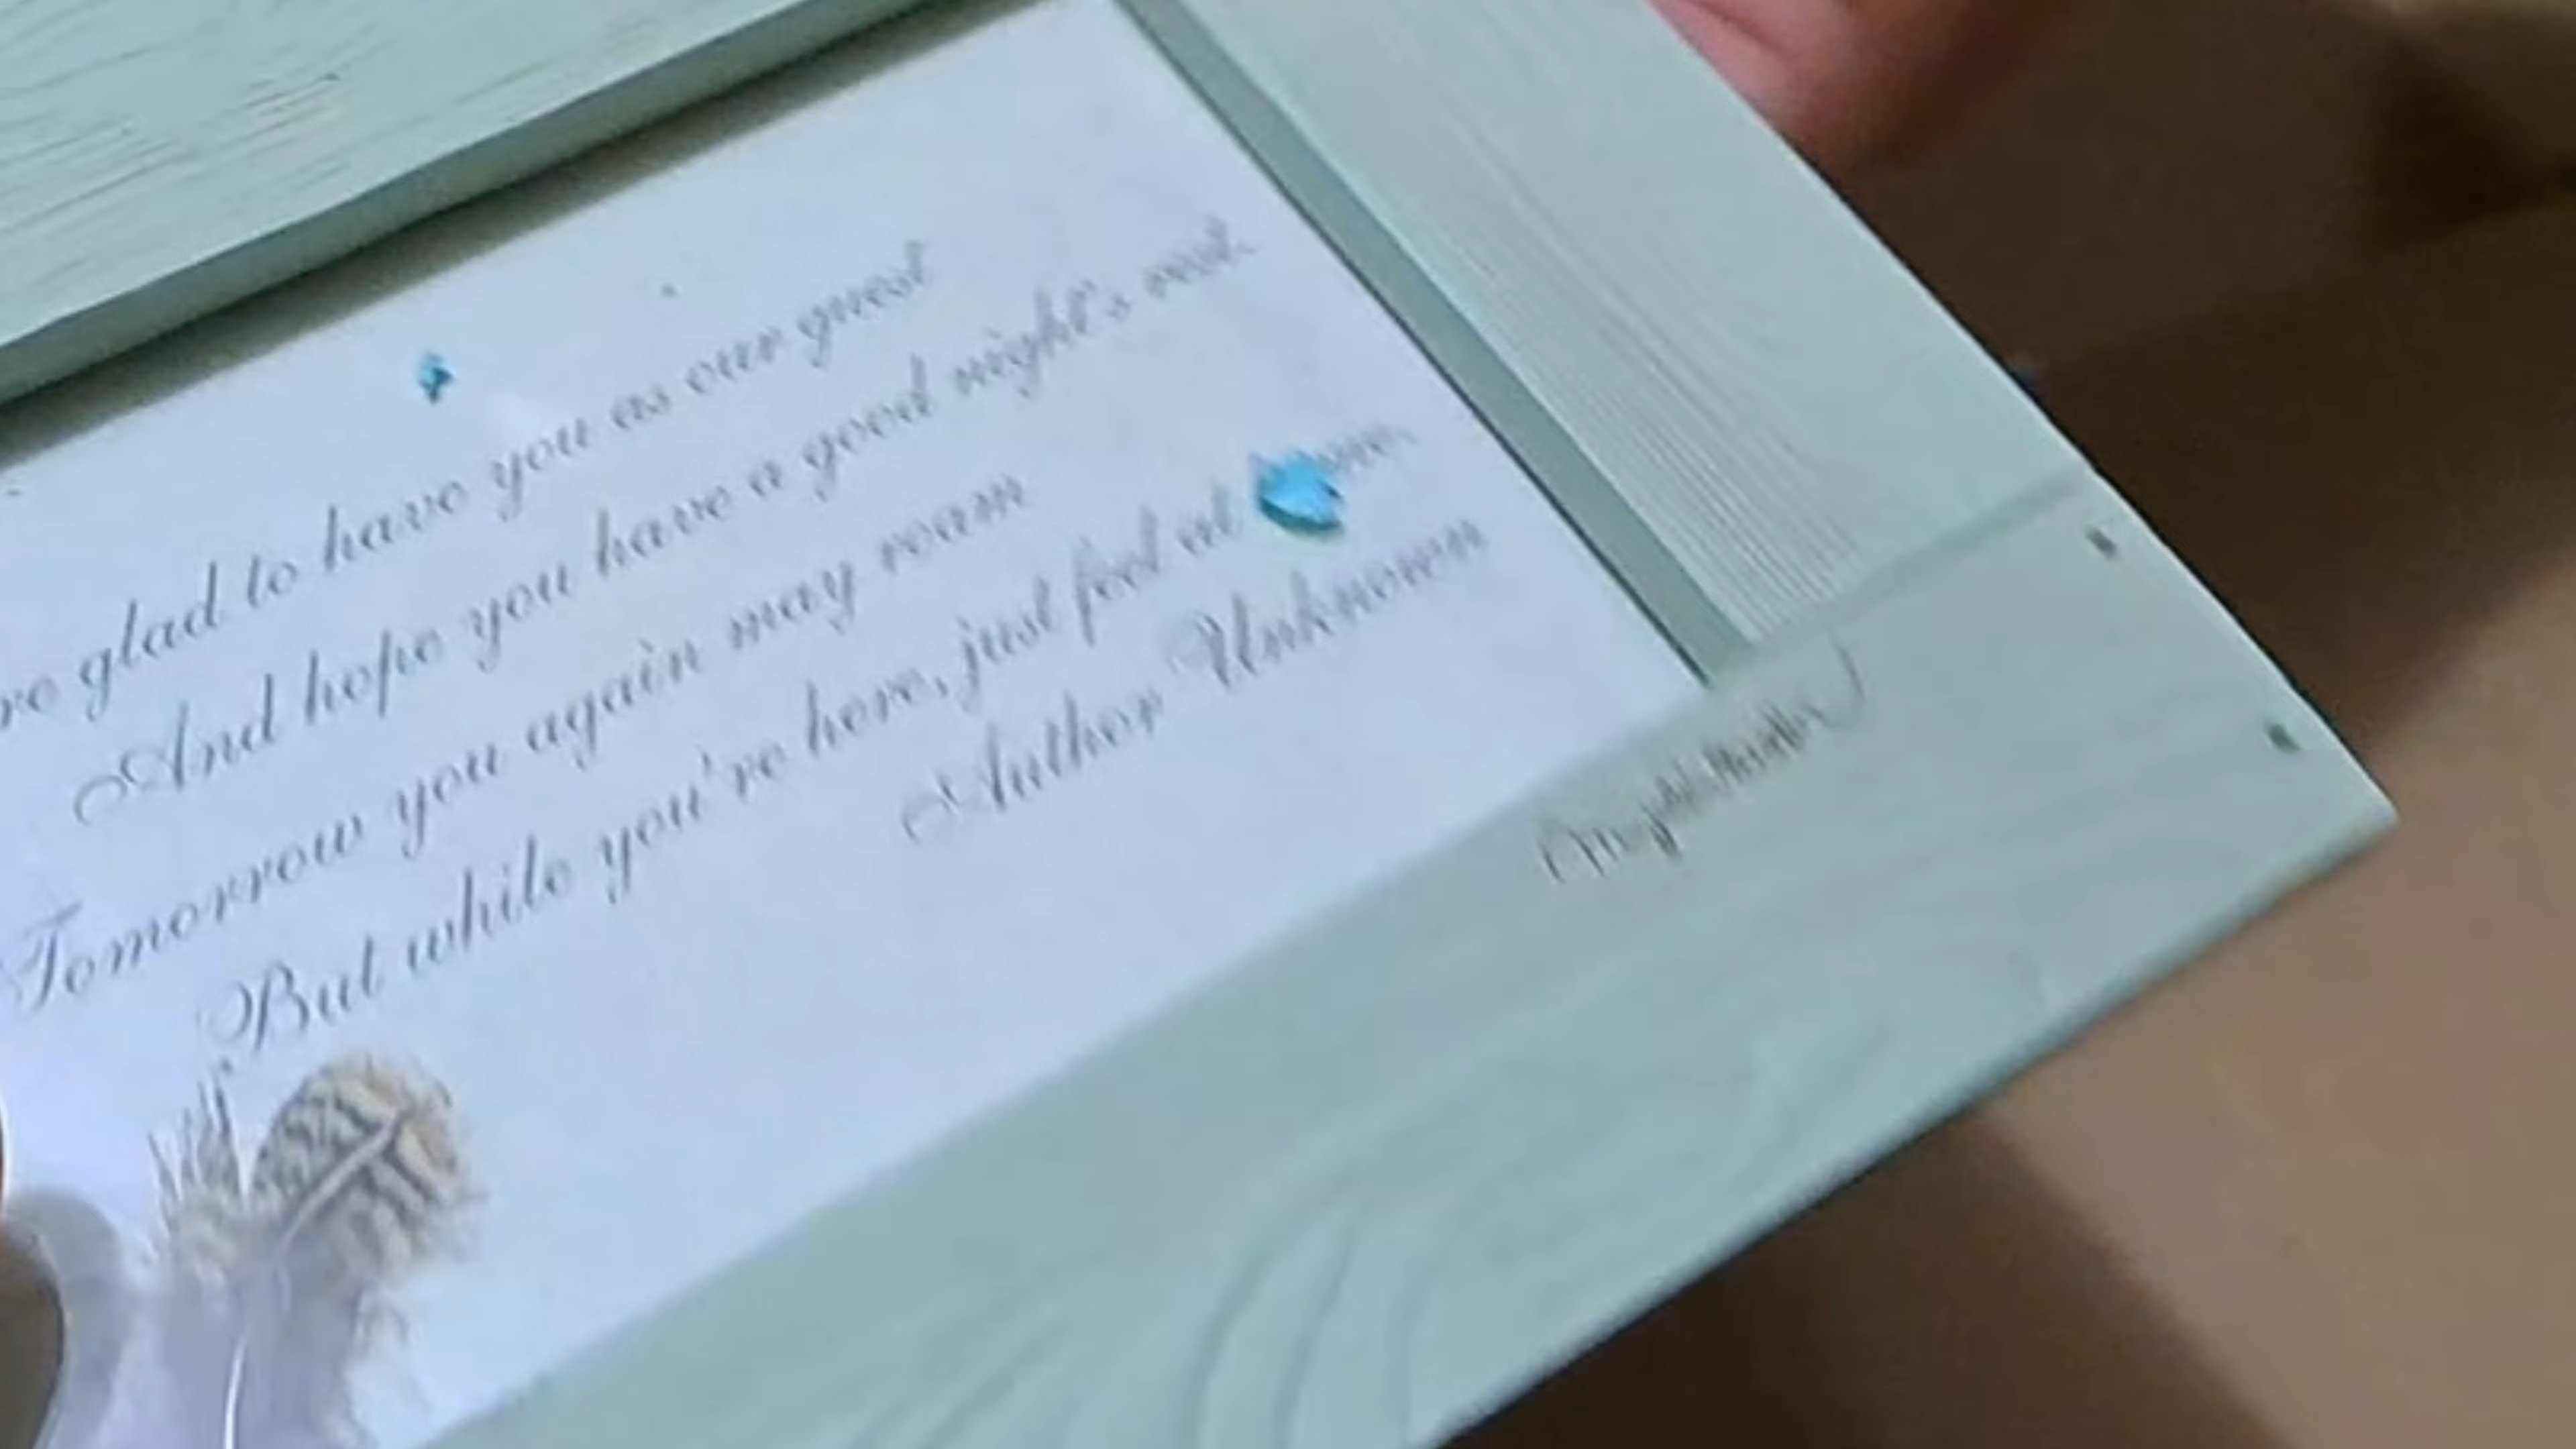 glad to have you as our guest
And hope you have a good night's rest.
Tomorrow you again may roam
But while you're here, just feel at
Author Unknown